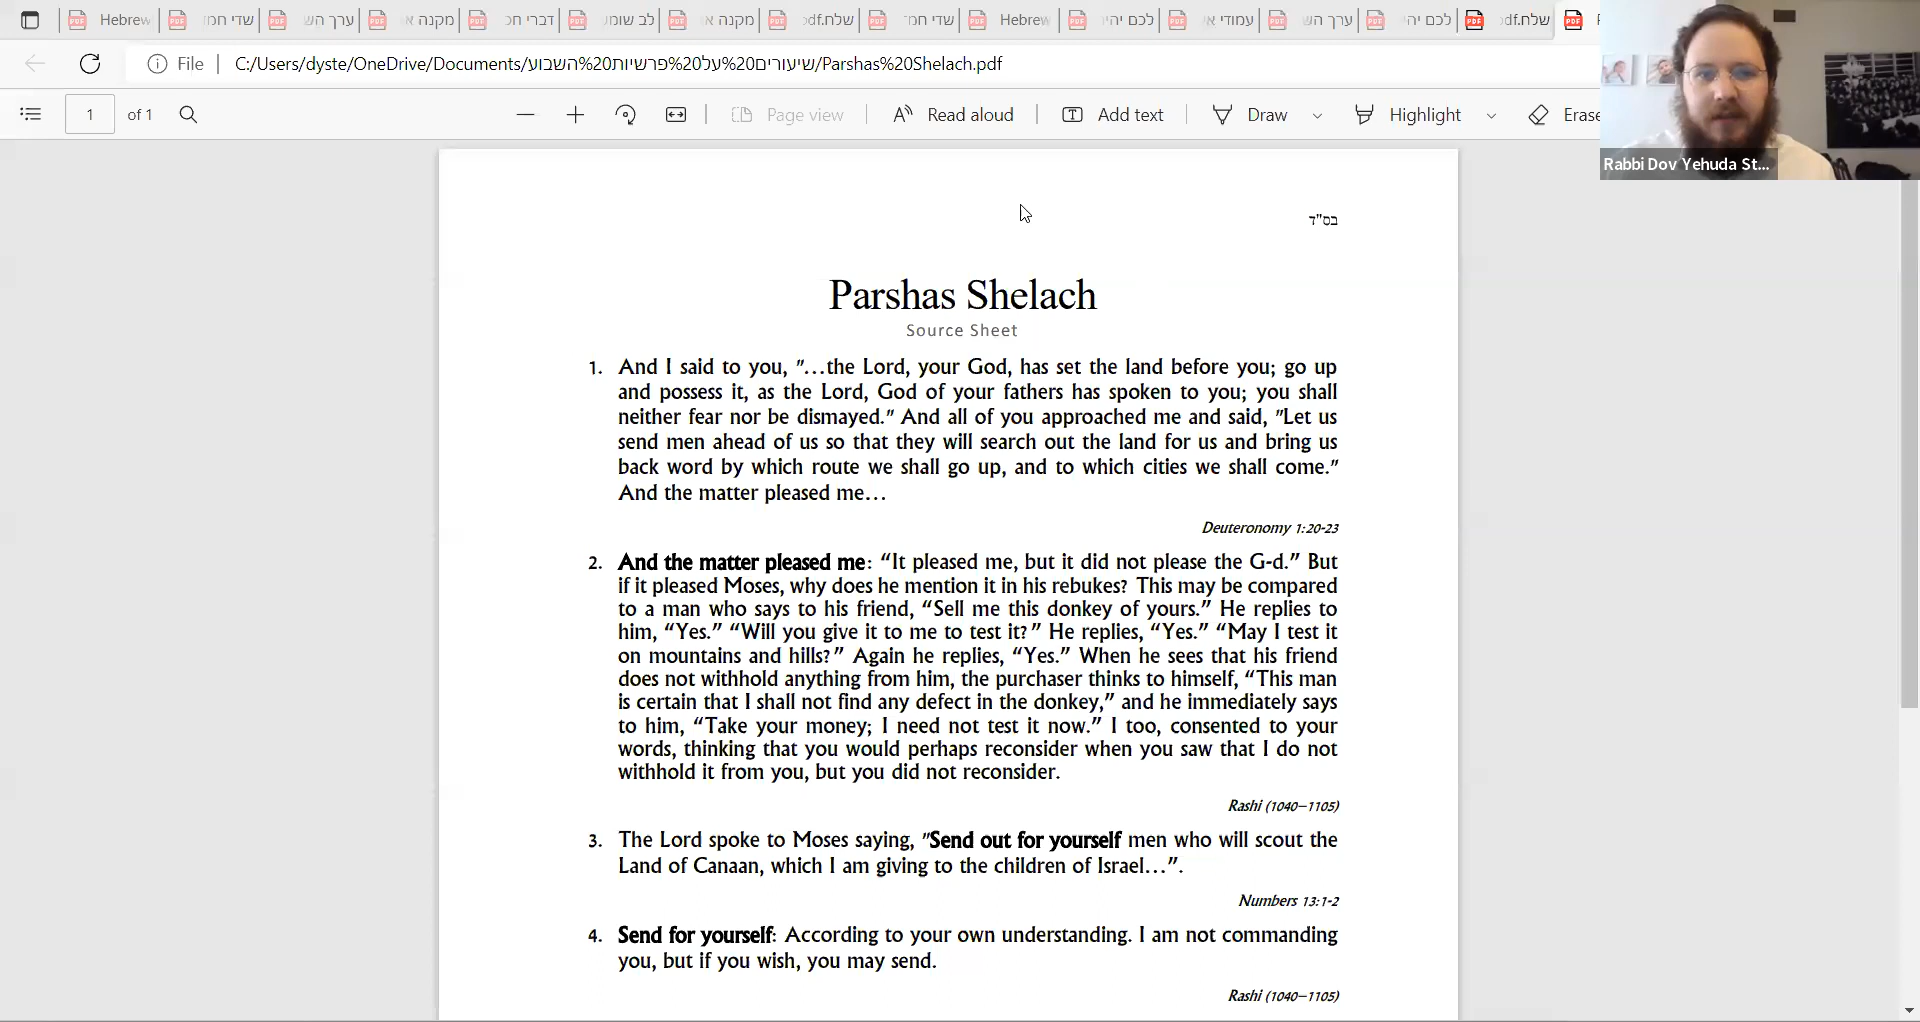 Hebrew
שדי חמד
ערך הש
מקנה א
דברי חכ
לב שומע
מקנה או
שלח.pdf
שדי חמ
Hebrew
לכם יהי
עמודי א
ערך הש
לכם יהי
שלח.pdf
File
C:/Users/dyste/OneDrive/Documents/שיעורים%20על%20פרשיות%20השבוע/Parshas%20Shelach.pdf
1 of 1
Page view
Read aloud
Add text
Draw
Highlight
Erase
Rabbi Dov Yehuda St...
בס"ד
Parshas Shelach
Source Sheet
1. And I said to you, "...the Lord, your God, has set the land before you; go up
and possess it, as the Lord, God of your fathers has spoken to you; you shall
neither fear nor be dismayed." And all of you approached me and said, "Let us
send men ahead of us so that they will search out the land for us and bring us
back word by which route we shall go up, and to which cities we shall come."
And the matter pleased me...
Deuteronomy 1:20-23
2. And the matter pleased me: “It pleased me, but it did not please the G-d.” But
if it pleased Moses, why does he mention it in his rebukes? This may be compared
to a man who says to his friend, “Sell me this donkey of yours.” He replies to
him, “Yes.” “Will you give it to me to test it?” He replies, “Yes.” “May I test it
on mountains and hills?” Again he replies, “Yes.” When he sees that his friend
does not withhold anything from him, the purchaser thinks to himself, “This man
is certain that I shall not find any defect in the donkey,” and he immediately says
to him, “Take your money; I need not test it now.” I too, consented to your
words, thinking that you would perhaps reconsider when you saw that I do not
withhold it from you, but you did not reconsider.
Rashi (1040–1105)
3. The Lord spoke to Moses saying, "Send out for yourself men who will scout the
Land of Canaan, which I am giving to the children of Israel...”.
Numbers 13:1-2
4. Send for yourself: According to your own understanding. I am not commanding
you, but if you wish, you may send.
Rashi (1040–1105)